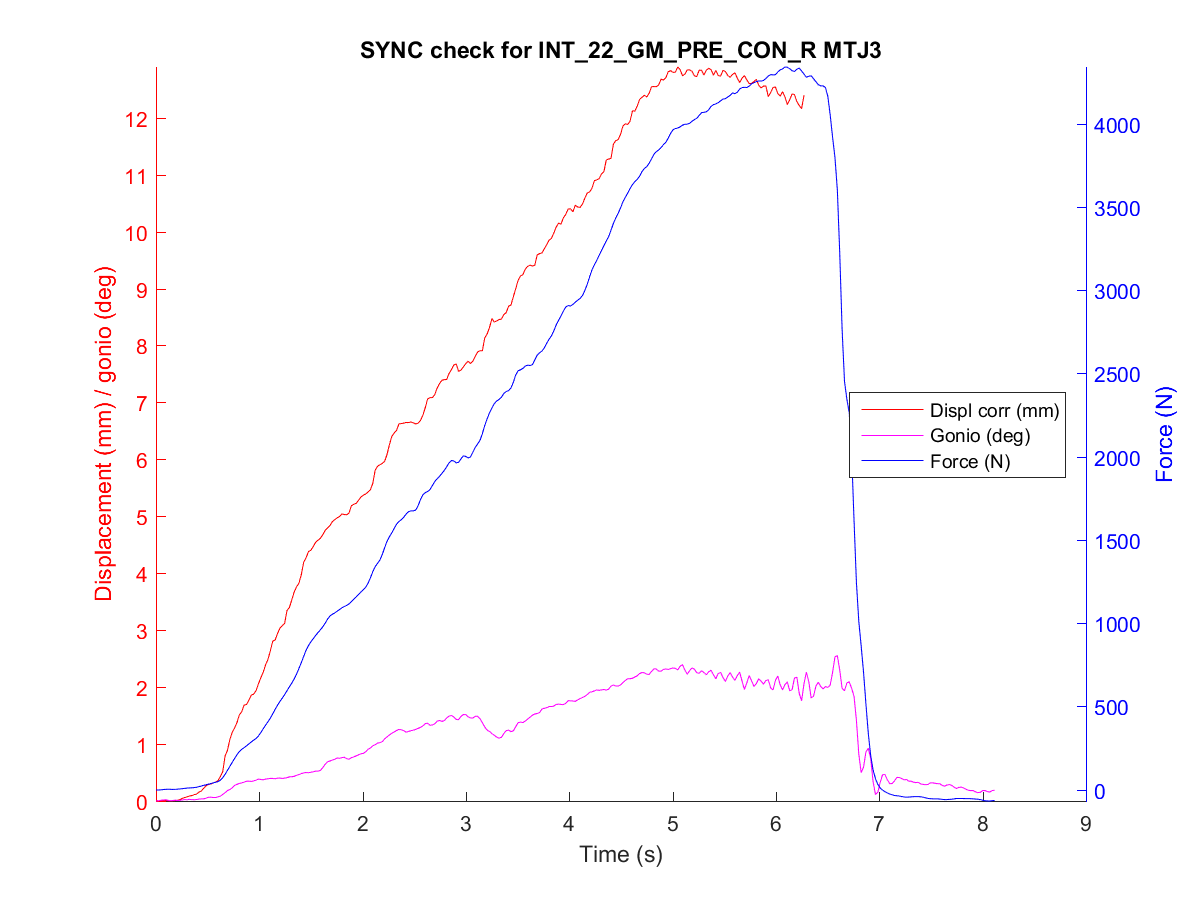 SYNC check for INT_22_GM_PRE_CON_R MTJ3
12
11
10
9
8
7
6
5
4
3
2
1
0
Displacement (mm) / gonio (deg)
4000
3500
3000
2500
2000
1500
1000
500
0
Force (N)
Displ corr (mm)
Gonio (deg)
Force (N)
0 1 2 3 4 5 6 7 8 9
Time (s)